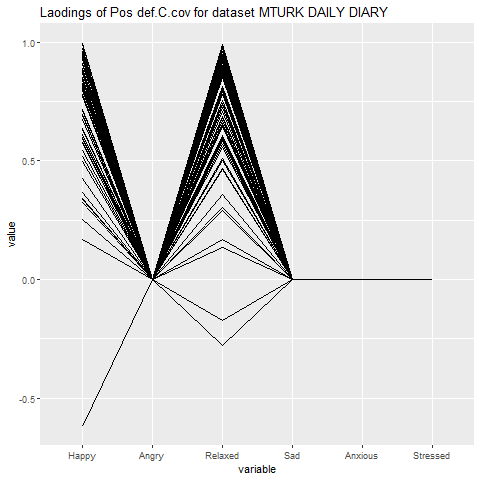 Laodings of Pos def.C.cov for dataset MTURK DAILY DIARY
1.0
0.5
0.0
-0.5
value
Happy Angry Relaxed Sad Anxious Stressed
variable